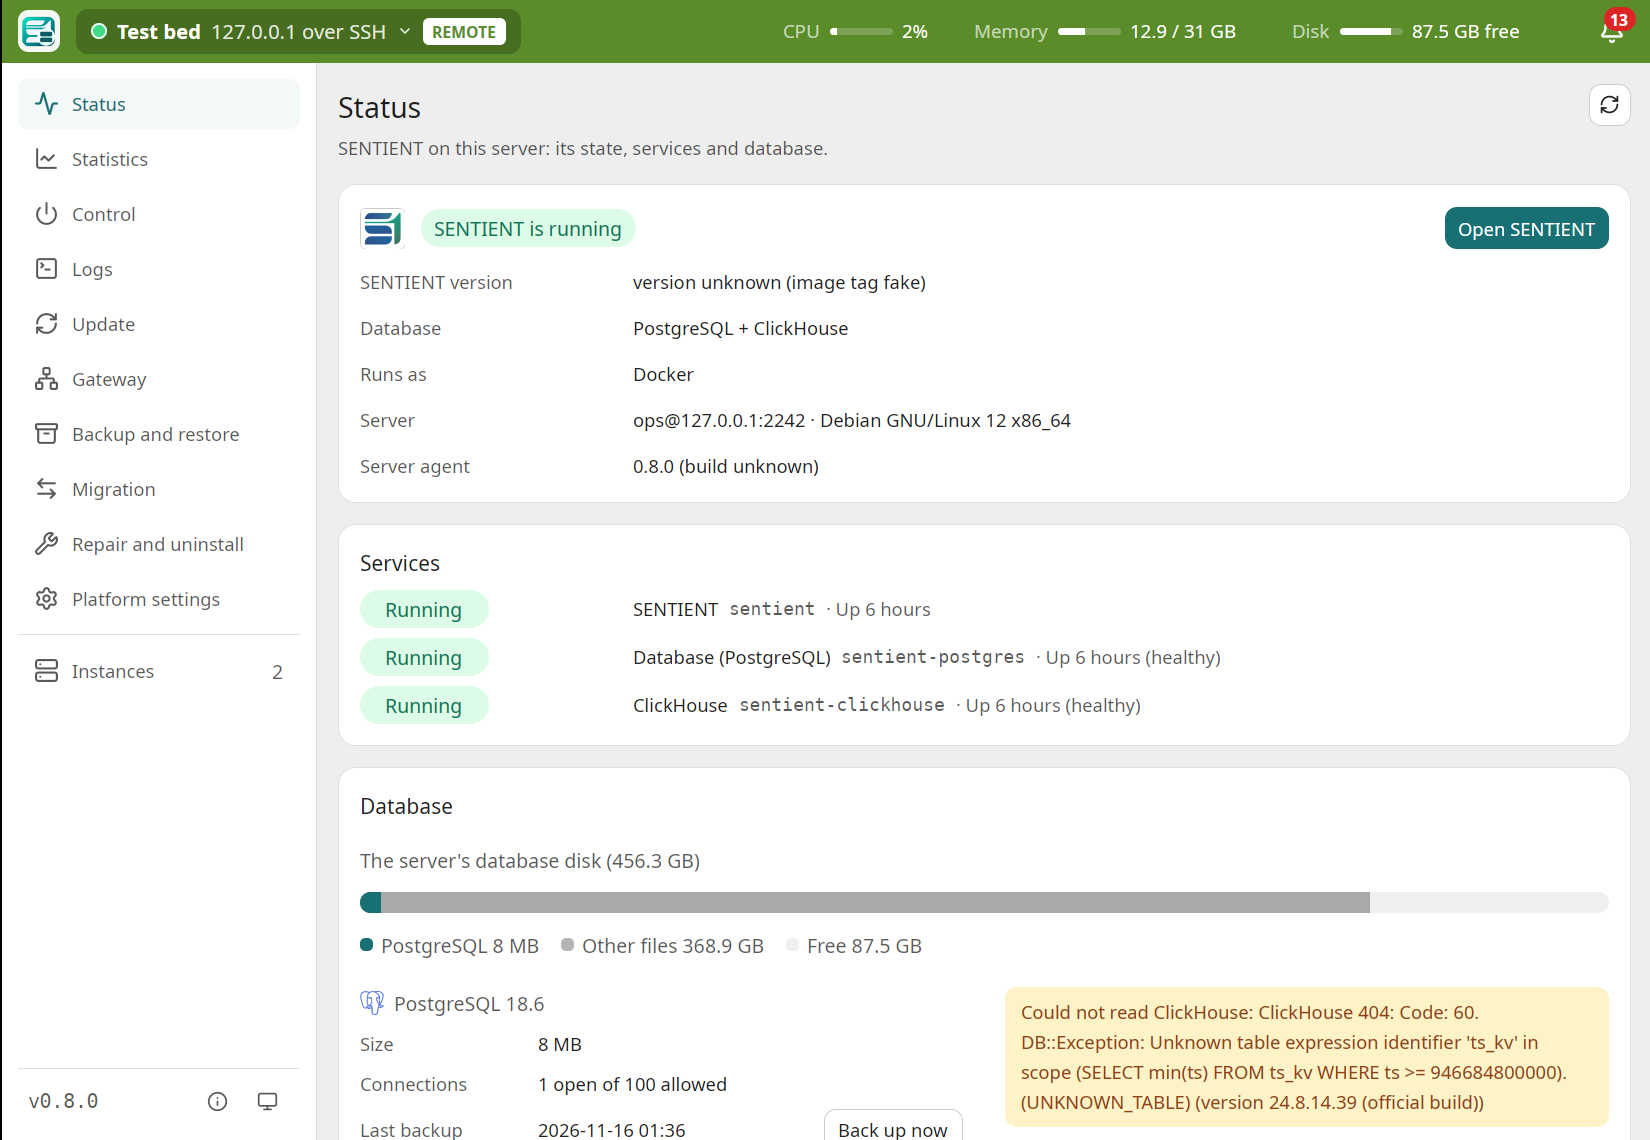 Test bed 127.0.0.1 over SSH REMOTE CPU 2% Memory 12.9 / 31 GB Disk 87.5 GB free 13
Status
Statistics
Control
Logs
Update
Gateway
Backup and restore
Migration
Repair and uninstall
Platform settings
Instances 2
v0.8.0
Status
SENTIENT on this server: its state, services and database.
SENTIENT is running Open SENTIENT
SENTIENT version version unknown (image tag fake)
Database PostgreSQL + ClickHouse
Runs as Docker
Server ops@127.0.0.1:2242 · Debian GNU/Linux 12 x86_64
Server agent 0.8.0 (build unknown)
Services
Running SENTIENT sentient · Up 6 hours
Running Database (PostgreSQL) sentient-postgres · Up 6 hours (healthy)
Running ClickHouse sentient-clickhouse · Up 6 hours (healthy)
Database
The server's database disk (456.3 GB)
PostgreSQL 8 MB Other files 368.9 GB Free 87.5 GB
PostgreSQL 18.6
Size 8 MB
Connections 1 open of 100 allowed
Last backup 2026-11-16 01:36 Back up now
Could not read ClickHouse: ClickHouse 404: Code: 60.
DB::Exception: Unknown table expression identifier 'ts_kv' in
scope (SELECT min(ts) FROM ts_kv WHERE ts >= 946684800000).
(UNKNOWN_TABLE) (version 24.8.14.39 (official build))